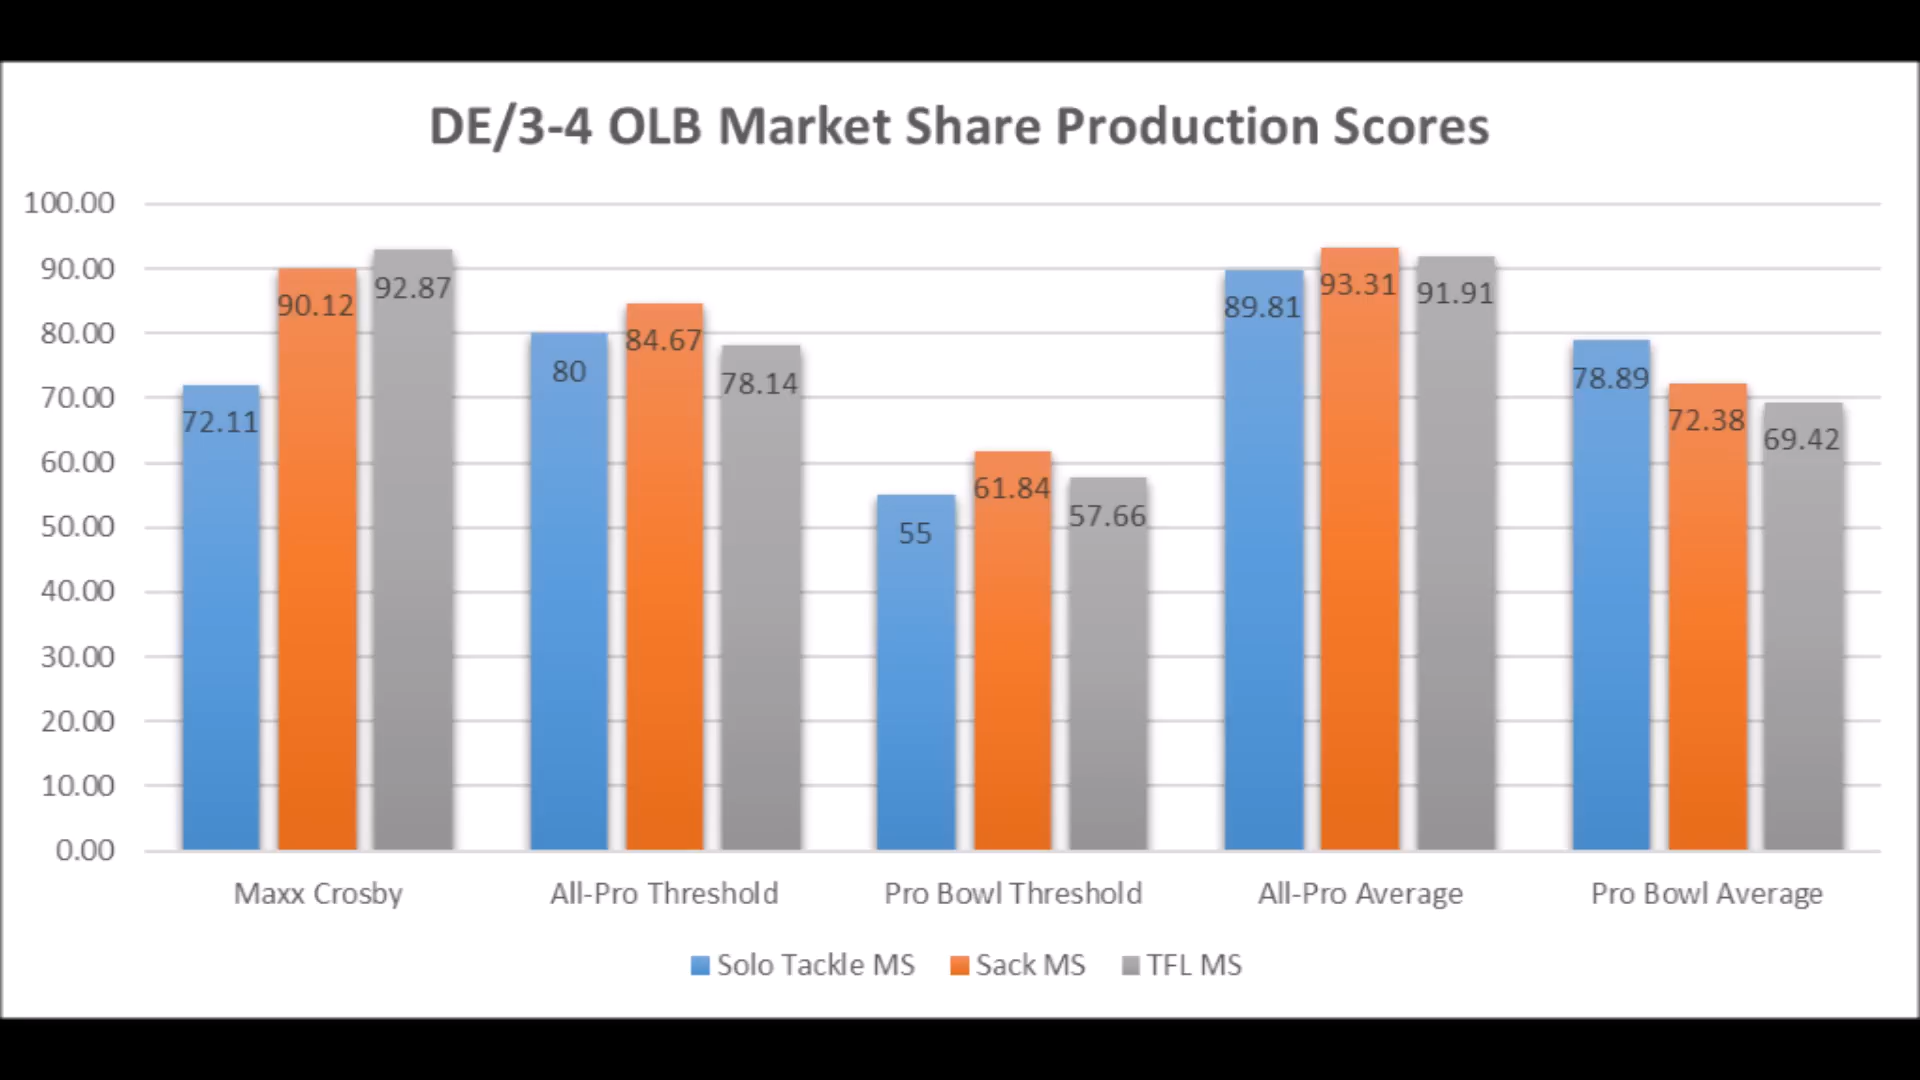 DE/3-4 OLB Market Share Production Scores
100.00
90.00
80.00
70.00
60.00
50.00
40.00
30.00
20.00
10.00
0.00
72.11
90.12
92.87
80
84.67
78.14
55
61.84
57.66
89.81
93.31
91.91
78.89
72.38
69.42
Maxx Crosby
All-Pro Threshold
Pro Bowl Threshold
All-Pro Average
Pro Bowl Average
Solo Tackle MS
Sack MS
TFL MS